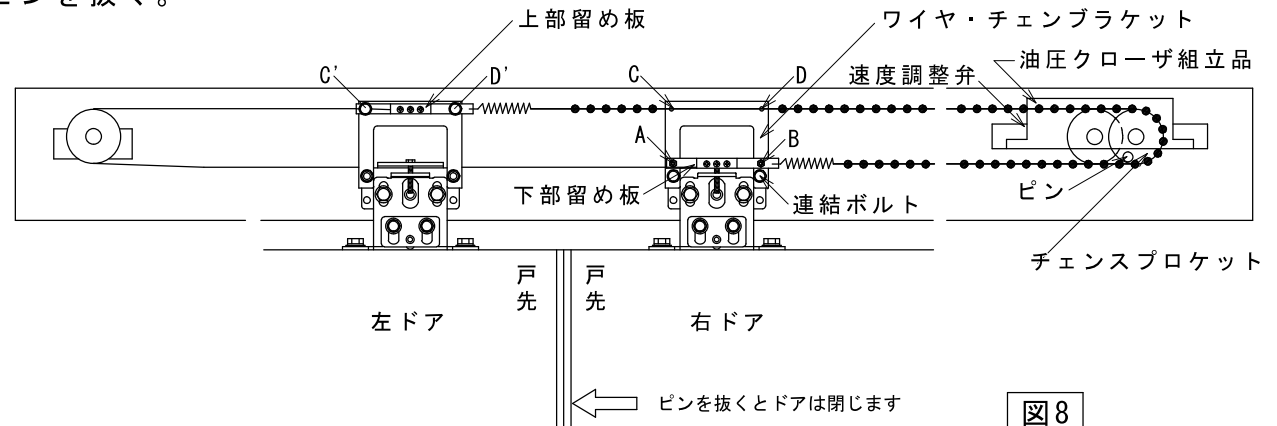 ピンを抜く。
上部留め板
ワイヤ・チェンブラケット
油圧クローザ組立品
速度調整弁
C'
D'
C
D
A
B
下部留め板
連結ボルト
ピン
チェンスプロケット
戸先
戸先
左ドア
右ドア
ピンを抜くとドアは閉じます
図8